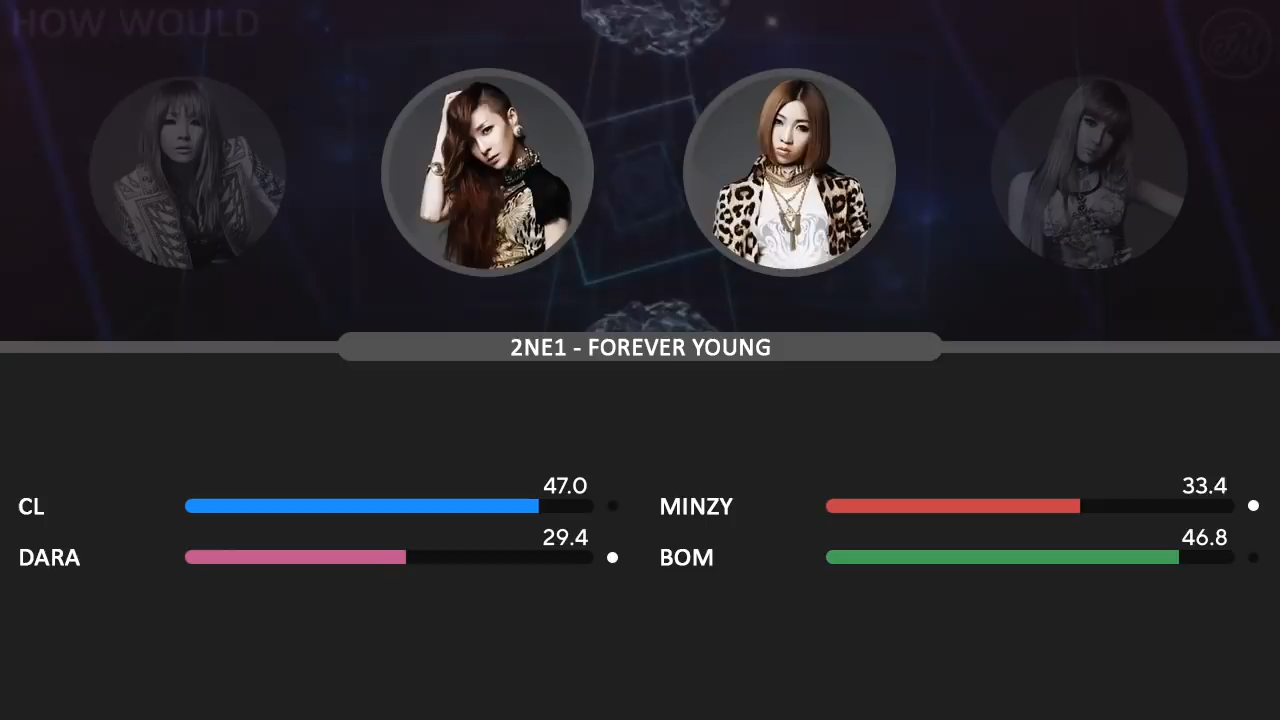 HOW WOULD
2NE1 - FOREVER YOUNG
CL 47.0
DARA 29.4
MINZY 33.4
BOM 46.8